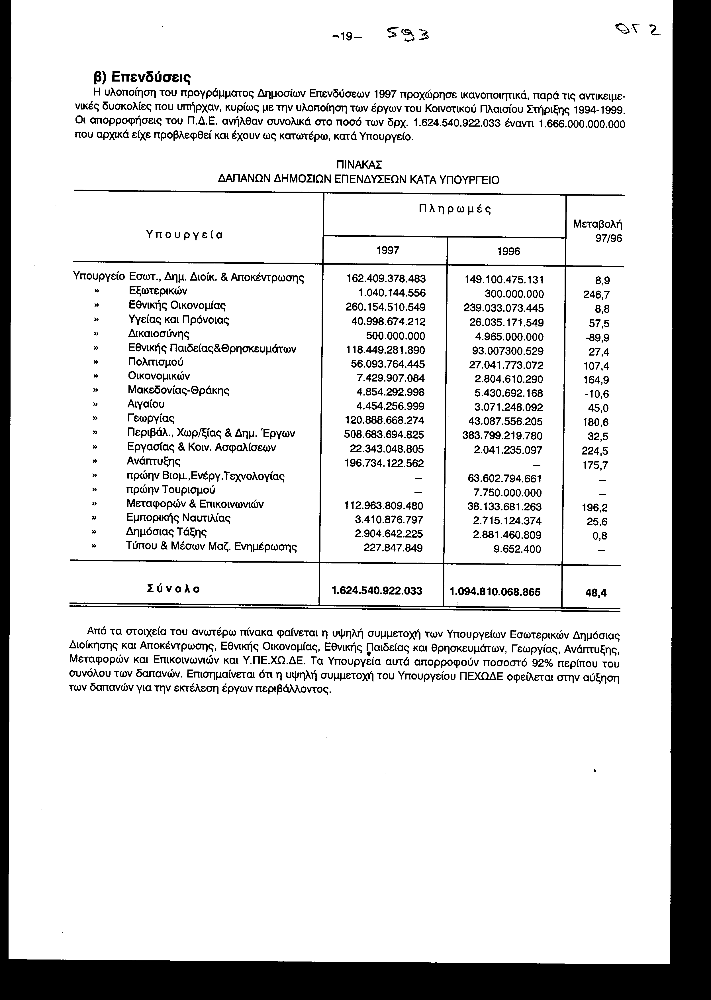 -19- 593
β) Επενδύσεις
Η υλοποίηση του προγράμματος Δημοσίων Επενδύσεων 1997 προχώρησε ικανοποιητικά, παρά τις αντικειμε-
νικές δυσκολίες που υπήρχαν, κυρίως με την υλοποίηση των έργων του Κοινοτικού Πλαισίου Στήριξης 1994-1999.
Οι απορροφήσεις του Π.Δ.Ε. ανήλθαν συνολικά στο ποσό των δρχ. 1.624.540.922.033 έναντι 1.666.000.000.000
που αρχικά είχε προβλεφθεί και έχουν ως κατωτέρω, κατά Υπουργείο.
ΠΙΝΑΚΑΣ
ΔΑΠΑΝΩΝ ΔΗΜΟΣΙΩΝ ΕΠΕΝΔΥΣΕΩΝ ΚΑΤΑ ΥΠΟΥΡΓΕΙΟ
Πληρωμές
Υπουργεία
Μεταβολή
97/96
1997 1996
Υπουργείο Εσωτ., Δημ. Διοίκ. & Αποκέντρωσης 162.409.378.483 149.100.475.131 8,9
» Εξωτερικών 1.040.144.556 300.000.000 246,7
» Εθνικής Οικονομίας 260.154.510.549 239.033.073.445 8,8
» Υγείας και Πρόνοιας 40.998.674.212 26.035.171.549 57,5
» Δικαιοσύνης 500.000.000 4.965.000.000 -89,9
» Εθνικής Παιδείας&Θρησκευμάτων 118.449.281.890 93.007300.529 27,4
» Πολιτισμού 56.093.764.445 27.041.773.072 107,4
» Οικονομικών 7.429.907.084 2.804.610.290 164,9
» Μακεδονίας-Θράκης 4.854.292.998 5.430.692.168 -10,6
» Αιγαίου 4.454.256.999 3.071.248.092 45,0
» Γεωργίας 120.888.668.274 43.087.556.205 180,6
» Περιβάλ., Χωρ/ξίας & Δημ. Έργων 508.683.694.825 383.799.219.780 32,5
» Εργασίας & Κοιν. Ασφαλίσεων 22.343.048.805 2.041.235.097 224,5
» Ανάπτυξης 196.734.122.562 – 175,7
» πρώην Βιομ.,Ενέργ.Τεχνολογίας – 63.602.794.661 –
» πρώην Τουρισμού – 7.750.000.000 –
» Μεταφορών & Επικοινωνιών 112.963.809.480 38.133.681.263 196,2
» Εμπορικής Ναυτιλίας 3.410.876.797 2.715.124.374 25,6
» Δημόσιας Τάξης 2.904.642.225 2.881.460.809 0,8
» Τύπου & Μέσων Μαζ. Ενημέρωσης 227.847.849 9.652.400 –
Σύνολο 1.624.540.922.033 1.094.810.068.865 48,4
Από τα στοιχεία του ανωτέρω πίνακα φαίνεται η υψηλή συμμετοχή των Υπουργείων Εσωτερικών Δημόσιας
Διοίκησης και Αποκέντρωσης, Εθνικής Οικονομίας, Εθνικής Παιδείας και θρησκευμάτων, Γεωργίας, Ανάπτυξης,
Μεταφορών και Επικοινωνιών και Υ.ΠΕ.ΧΩ.ΔΕ. Τα Υπουργεία αυτά απορροφούν ποσοστό 92% περίπου του
συνόλου των δαπανών. Επισημαίνεται ότι η υψηλή συμμετοχή του Υπουργείου ΠΕΧΩΔΕ οφείλεται στην αύξηση
των δαπανών για την εκτέλεση έργων περιβάλλοντος.